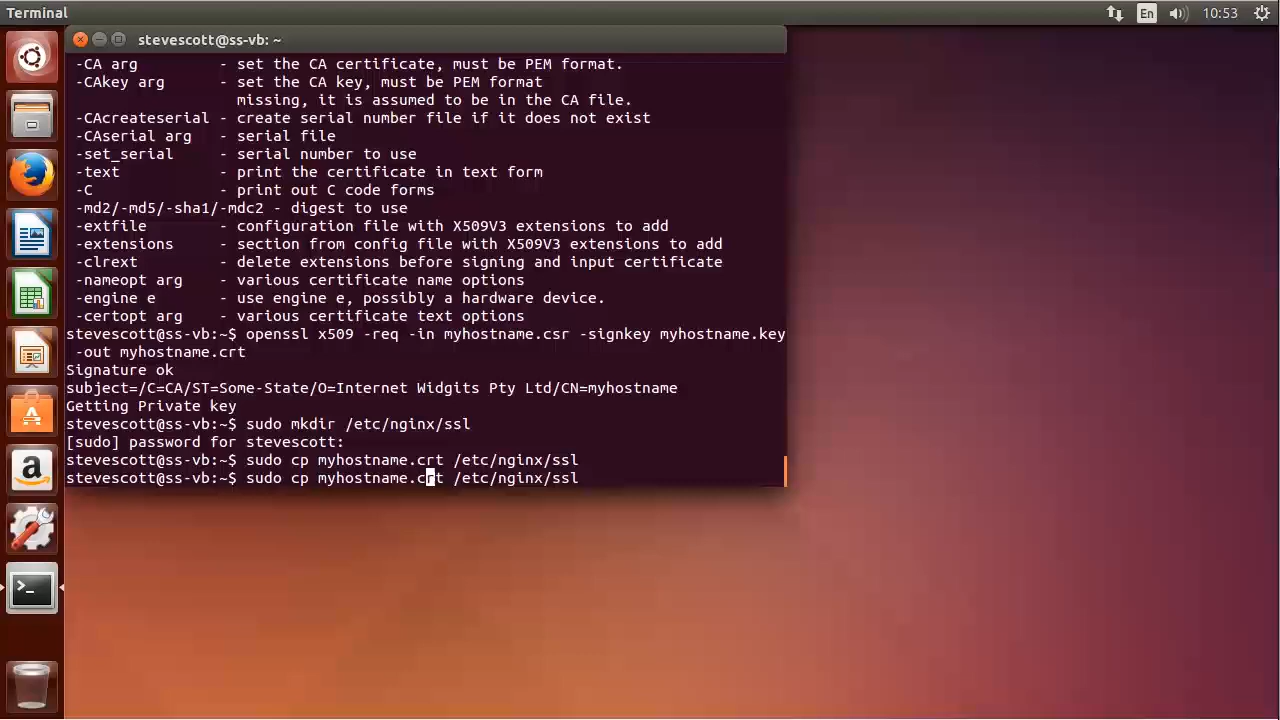 Terminal
En
10:53
stevescott@ss-vb: ~
-CA arg         - set the CA certificate, must be PEM format.
-CAkey arg      - set the CA key, must be PEM format
                  missing, it is assumed to be in the CA file.
-CAcreateserial - create serial number file if it does not exist
-CAserial arg   - serial file
-set_serial     - serial number to use
-text           - print the certificate in text form
-C              - print out C code forms
-md2/-md5/-sha1/-mdc2 - digest to use
-extfile        - configuration file with X509V3 extensions to add
-extensions     - section from config file with X509V3 extensions to add
-clrext         - delete extensions before signing and input certificate
-nameopt arg    - various certificate name options
-engine e       - use engine e, possibly a hardware device.
-certopt arg    - various certificate text options
stevescott@ss-vb:~$ openssl x509 -req -in myhostname.csr -signkey myhostname.key
 -out myhostname.crt
Signature ok
subject=/C=CA/ST=Some-State/O=Internet Widgits Pty Ltd/CN=myhostname
Getting Private key
stevescott@ss-vb:~$ sudo mkdir /etc/nginx/ssl
[sudo] password for stevescott:
stevescott@ss-vb:~$ sudo cp myhostname.crt /etc/nginx/ssl
stevescott@ss-vb:~$ sudo cp myhostname.crt /etc/nginx/ssl